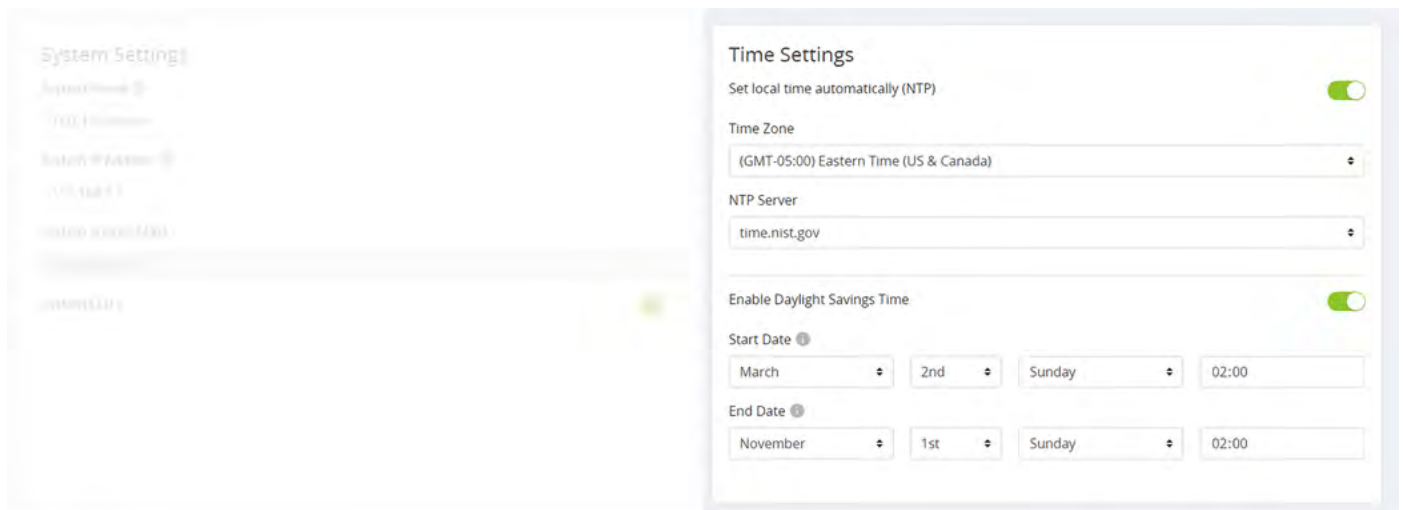 System Settings
Time Settings
Set local time automatically (NTP)
Time Zone
(GMT-05:00) Eastern Time (US & Canada)
NTP Server
time.nist.gov
Enable Daylight Savings Time
Start Date
March 2nd Sunday 02:00
End Date
November 1st Sunday 02:00